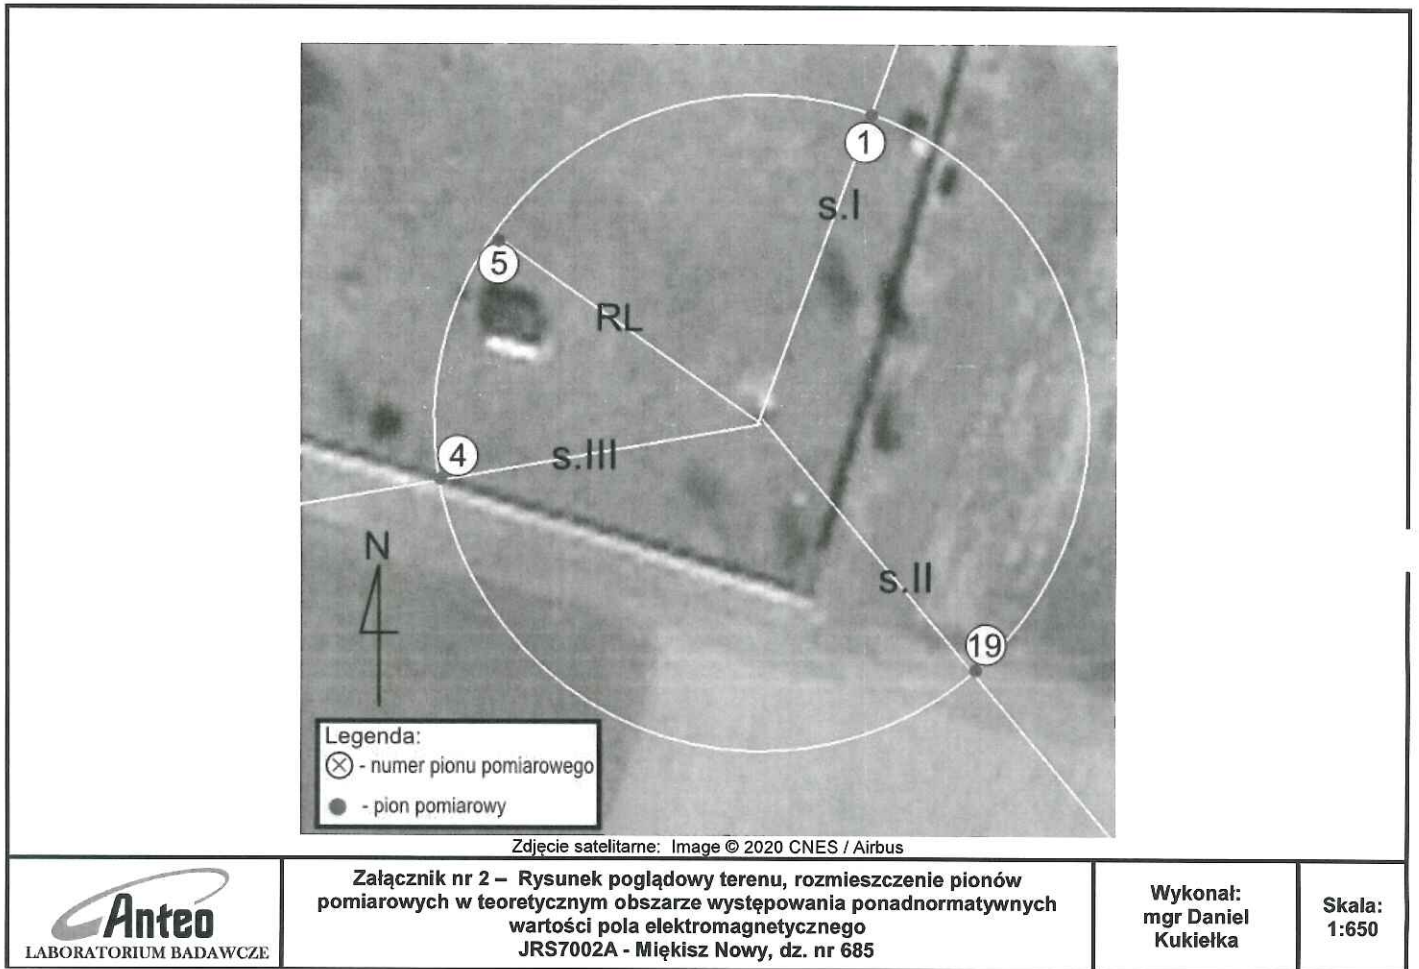 1
s.I
5
RL
4
s.III
N
s.II
19
Legenda:
- numer pionu pomiarowego
- pion pomiarowy
Zdjęcie satelitarne: Image © 2020 CNES / Airbus
Anteo
LABORATORIUM BADAWCZE
Załącznik nr 2 – Rysunek poglądowy terenu, rozmieszczenie pionów
pomiarowych w teoretycznym obszarze występowania ponadnormatywnych
wartości pola elektromagnetycznego
JRS7002A - Miękisz Nowy, dz. nr 685
Wykonał:
mgr Daniel
Kukiełka
Skala:
1:650